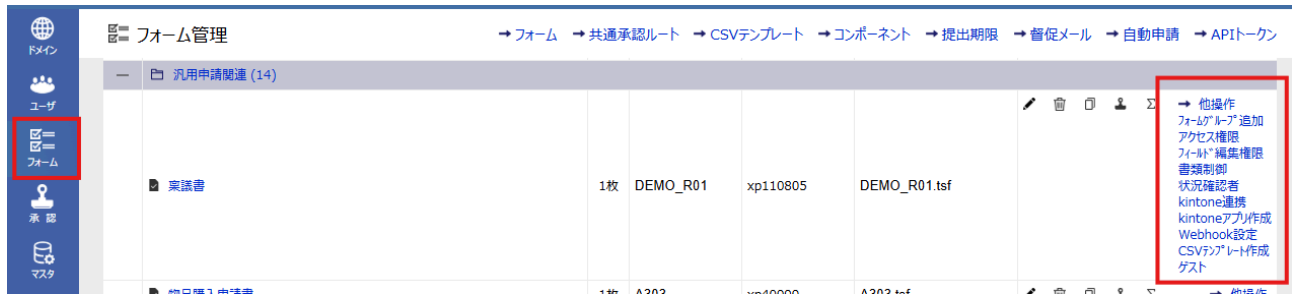 フォーム管理
→ フォーム → 共通承認ルート → CSVテンプレート → コンポーネント → 提出期限 → 督促メール → 自動申請 → APIトークン
ドメイン
ユーザ
フォーム
承認
マスタ
汎用申請関連 (14)
稟議書 1枚 DEMO_R01 xp110805 DEMO_R01.tsf
→ 他操作
フォームグループ追加
アクセス権限
フィールド編集権限
書類制御
状況確認者
kintone連携
kintoneアプリ作成
Webhook設定
CSVテンプレート作成
ゲスト